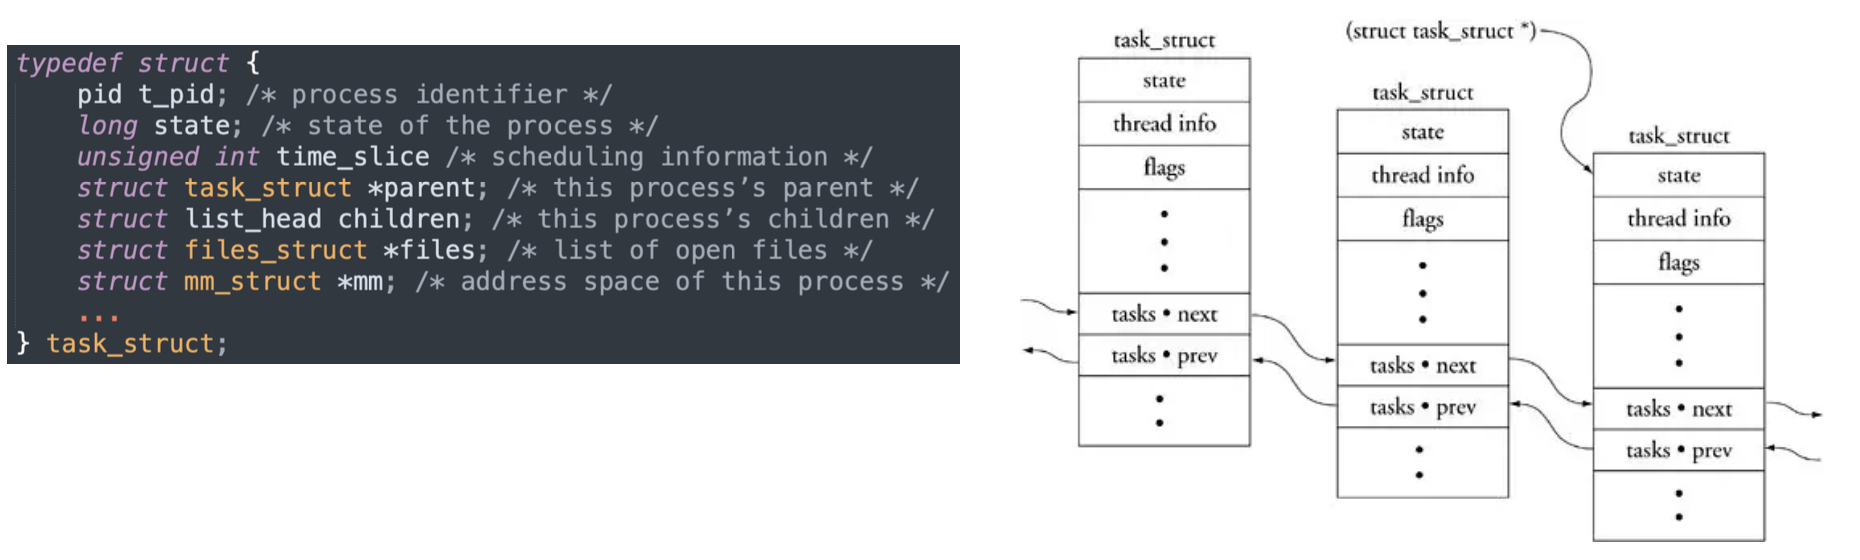 typedef struct {
pid t_pid; /* process identifier */
long state; /* state of the process */
unsigned int time_slice /* scheduling information */
struct task_struct *parent; /* this process’s parent */
struct list_head children; /* this process’s children */
struct files_struct *files; /* list of open files */
struct mm_struct *mm; /* address space of this process */
...
} task_struct;
task_struct
state
thread info
flags
tasks • next
tasks • prev
task_struct
state
thread info
flags
tasks • next
tasks • prev
(struct task_struct *)
task_struct
state
thread info
flags
tasks • next
tasks • prev